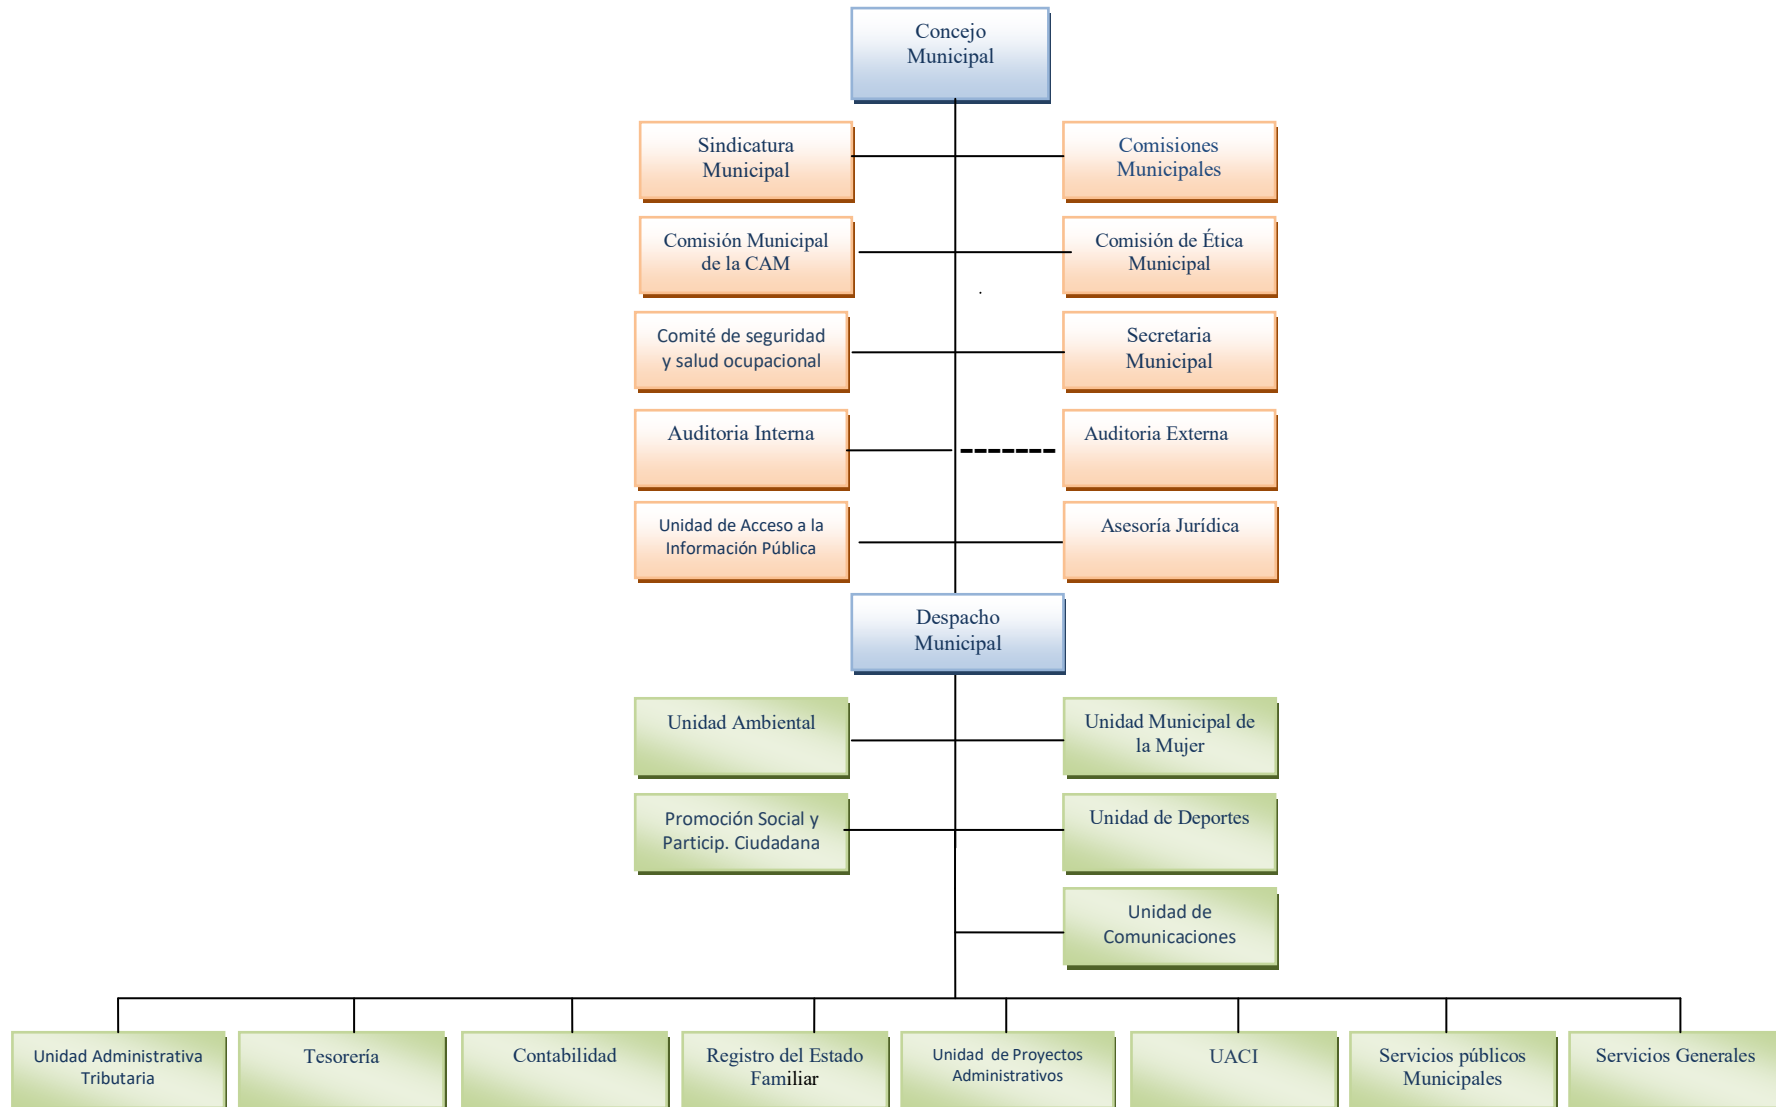 Concejo
Municipal
Sindicatura
Municipal
Comisiones
Municipales
Comisión Municipal
de la CAM
Comisión de Ética
Municipal
.
Comité de seguridad
y salud ocupacional
Secretaria
Municipal
Auditoria Interna
Auditoria Externa
Unidad de Acceso a la
Información Pública
Asesoría Jurídica
Despacho
Municipal
Unidad Ambiental
Unidad Municipal de
la Mujer
Promoción Social y
Particip. Ciudadana
Unidad de Deportes
Unidad de
Comunicaciones
Unidad Administrativa
Tributaria
Tesorería
Contabilidad
Registro del Estado
Familiar
Unidad de Proyectos
Administrativos
UACI
Servicios públicos
Municipales
Servicios Generales